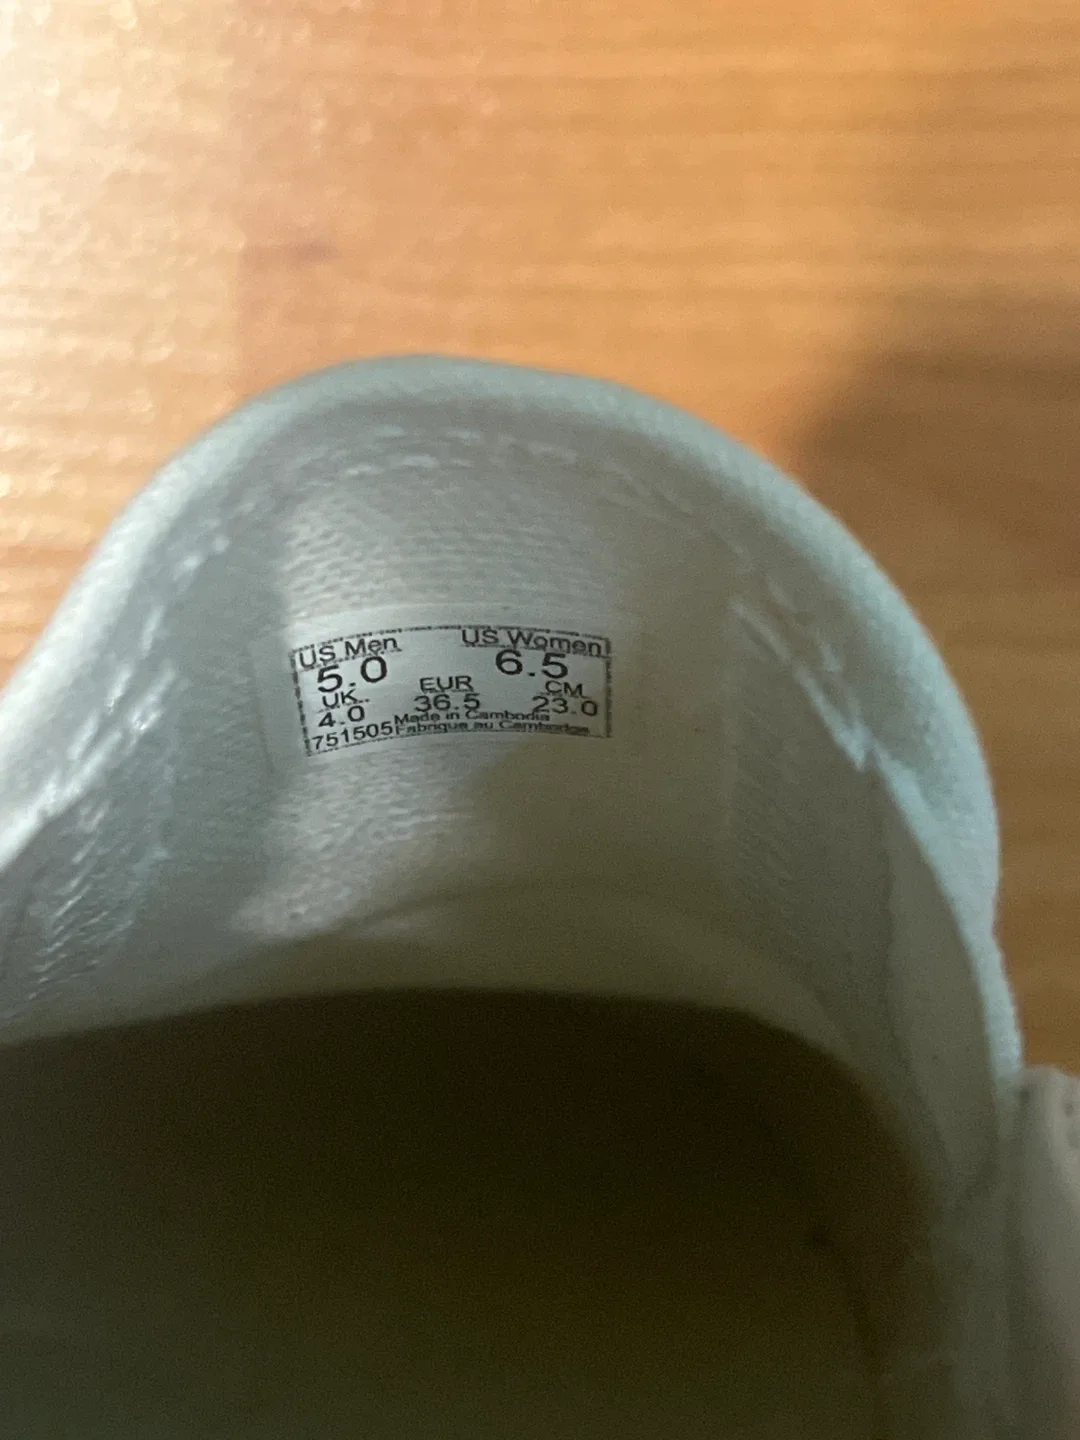 US Men US Women
5.0 6.5
UK EUR CM
4.0 36.5 23.0
Made in Cambodia
751505 Fabriqué au Cambodge